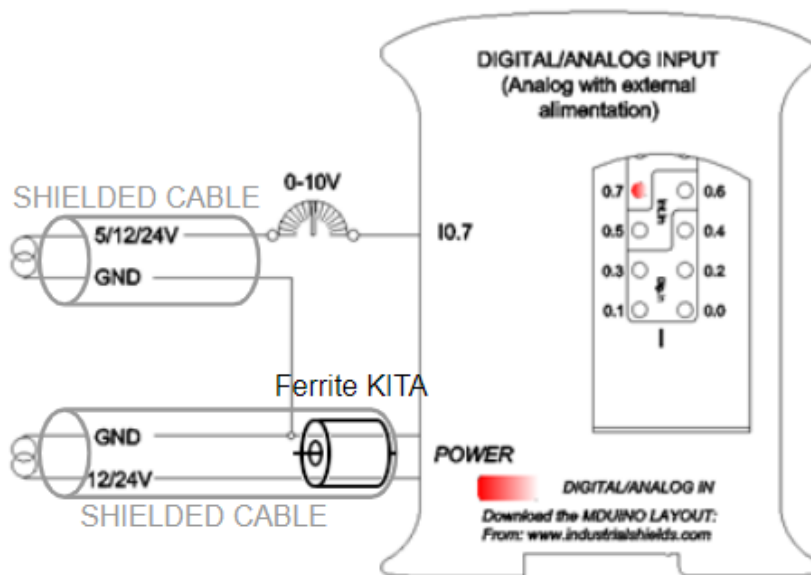 DIGITAL/ANALOG INPUT
(Analog with external
alimentation)
SHIELDED CABLE
0-10V
5/12/24V
I0.7
GND
0.7 0.6
0.5 0.4
0.3 0.2
0.1 0.0
I
Ferrite KITA
GND
POWER
12/24V
SHIELDED CABLE
DIGITAL/ANALOG IN
Download the MDUINO LAYOUT:
From: www.industrialshields.com